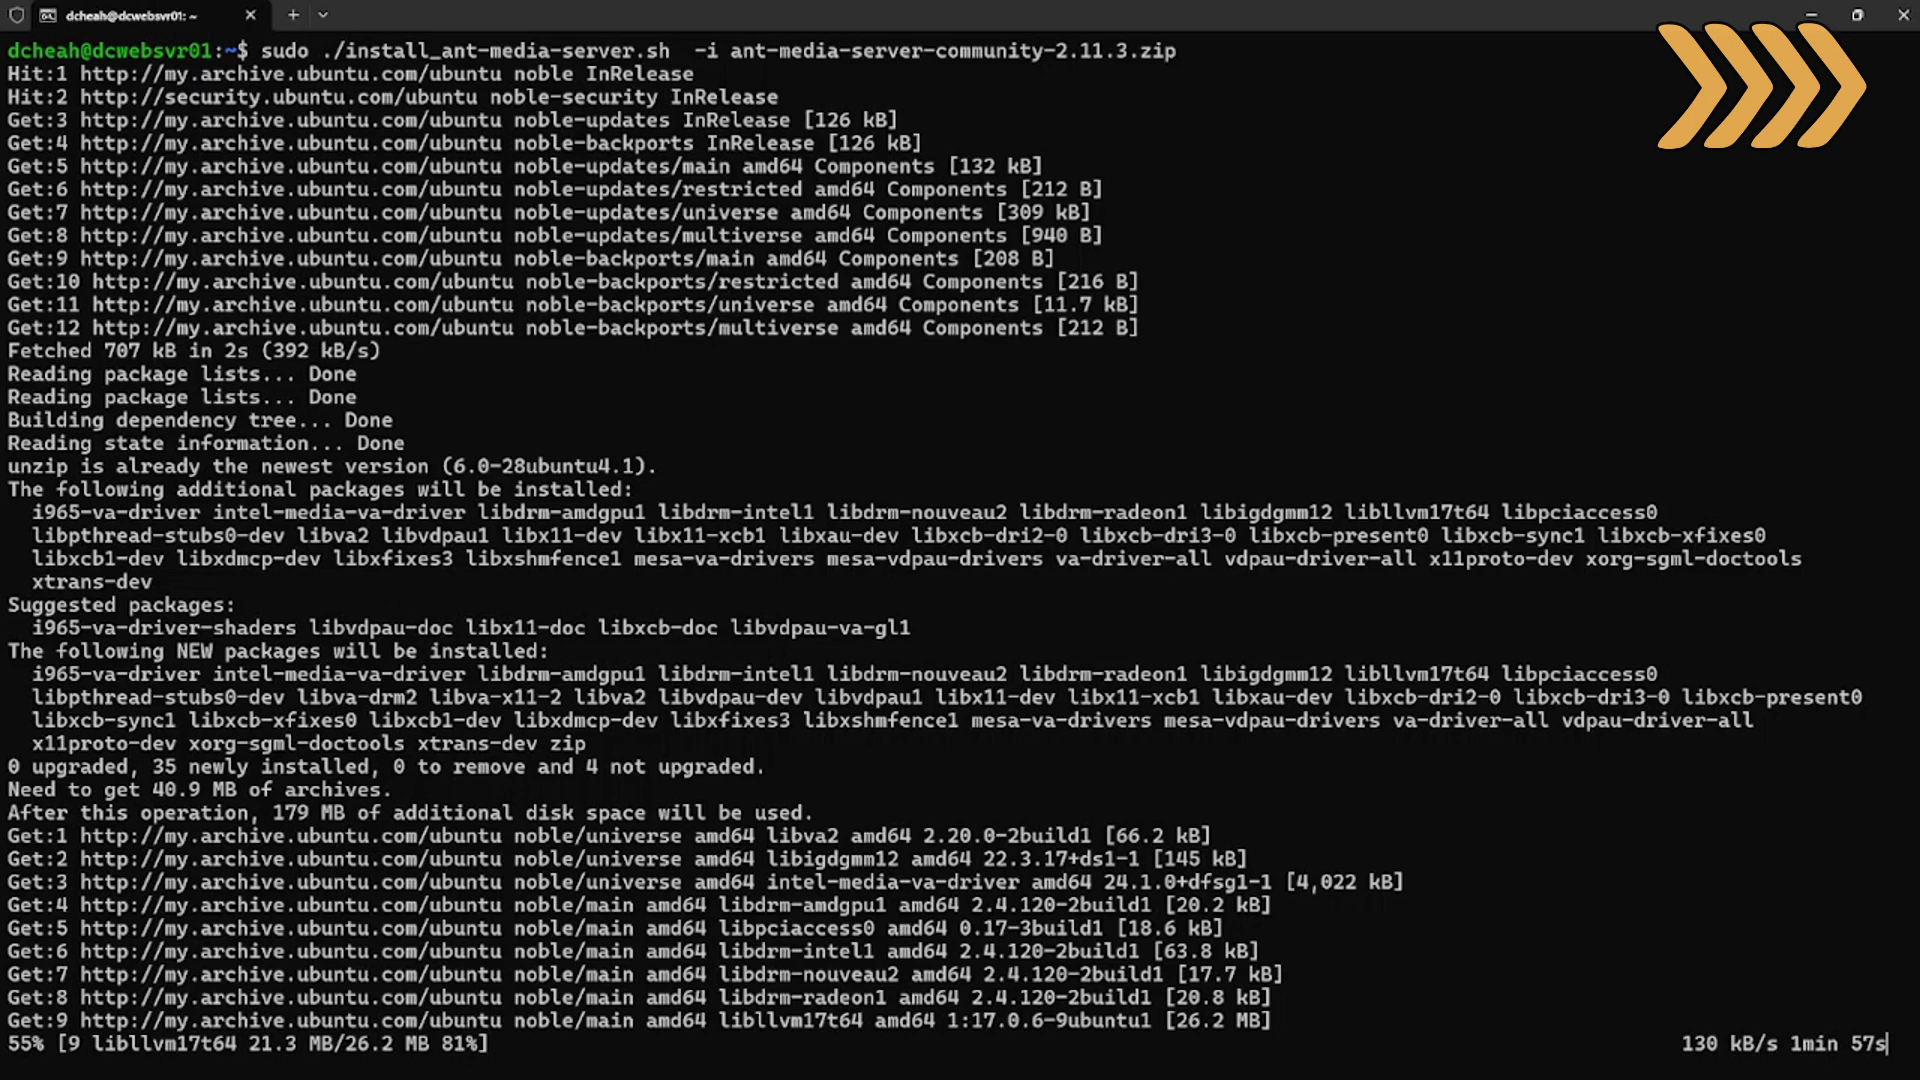 dcheah@dcwebsvr01: ~
dcheah@dcwebsvr01:~$ sudo ./install_ant-media-server.sh  -i ant-media-server-community-2.11.3.zip
Hit:1 http://my.archive.ubuntu.com/ubuntu noble InRelease
Hit:2 http://security.ubuntu.com/ubuntu noble-security InRelease
Get:3 http://my.archive.ubuntu.com/ubuntu noble-updates InRelease [126 kB]
Get:4 http://my.archive.ubuntu.com/ubuntu noble-backports InRelease [126 kB]
Get:5 http://my.archive.ubuntu.com/ubuntu noble-updates/main amd64 Components [132 kB]
Get:6 http://my.archive.ubuntu.com/ubuntu noble-updates/restricted amd64 Components [212 B]
Get:7 http://my.archive.ubuntu.com/ubuntu noble-updates/universe amd64 Components [309 kB]
Get:8 http://my.archive.ubuntu.com/ubuntu noble-updates/multiverse amd64 Components [940 B]
Get:9 http://my.archive.ubuntu.com/ubuntu noble-backports/main amd64 Components [208 B]
Get:10 http://my.archive.ubuntu.com/ubuntu noble-backports/restricted amd64 Components [216 B]
Get:11 http://my.archive.ubuntu.com/ubuntu noble-backports/universe amd64 Components [11.7 kB]
Get:12 http://my.archive.ubuntu.com/ubuntu noble-backports/multiverse amd64 Components [212 B]
Fetched 707 kB in 2s (392 kB/s)
Reading package lists... Done
Reading package lists... Done
Building dependency tree... Done
Reading state information... Done
unzip is already the newest version (6.0-28ubuntu4.1).
The following additional packages will be installed:
  i965-va-driver intel-media-va-driver libdrm-amdgpu1 libdrm-intel1 libdrm-nouveau2 libdrm-radeon1 libigdgmm12 libllvm17t64 libpciaccess0
  libpthread-stubs0-dev libva2 libvdpau1 libx11-dev libx11-xcb1 libxau-dev libxcb-dri2-0 libxcb-dri3-0 libxcb-present0 libxcb-sync1 libxcb-xfixes0
  libxcb1-dev libxdmcp-dev libxfixes3 libxshmfence1 mesa-va-drivers mesa-vdpau-drivers va-driver-all vdpau-driver-all x11proto-dev xorg-sgml-doctools
  xtrans-dev
Suggested packages:
  i965-va-driver-shaders libvdpau-doc libx11-doc libxcb-doc libvdpau-va-gl1
The following NEW packages will be installed:
  i965-va-driver intel-media-va-driver libdrm-amdgpu1 libdrm-intel1 libdrm-nouveau2 libdrm-radeon1 libigdgmm12 libllvm17t64 libpciaccess0
  libpthread-stubs0-dev libva-drm2 libva-x11-2 libva2 libvdpau-dev libvdpau1 libx11-dev libx11-xcb1 libxau-dev libxcb-dri2-0 libxcb-dri3-0 libxcb-present0
  libxcb-sync1 libxcb-xfixes0 libxcb1-dev libxdmcp-dev libxfixes3 libxshmfence1 mesa-va-drivers mesa-vdpau-drivers va-driver-all vdpau-driver-all
  x11proto-dev xorg-sgml-doctools xtrans-dev zip
0 upgraded, 35 newly installed, 0 to remove and 4 not upgraded.
Need to get 40.9 MB of archives.
After this operation, 179 MB of additional disk space will be used.
Get:1 http://my.archive.ubuntu.com/ubuntu noble/universe amd64 libva2 amd64 2.20.0-2build1 [66.2 kB]
Get:2 http://my.archive.ubuntu.com/ubuntu noble/universe amd64 libigdgmm12 amd64 22.3.17+ds1-1 [145 kB]
Get:3 http://my.archive.ubuntu.com/ubuntu noble/universe amd64 intel-media-va-driver amd64 24.1.0+dfsg1-1 [4,022 kB]
Get:4 http://my.archive.ubuntu.com/ubuntu noble/main amd64 libdrm-amdgpu1 amd64 2.4.120-2build1 [20.2 kB]
Get:5 http://my.archive.ubuntu.com/ubuntu noble/main amd64 libpciaccess0 amd64 0.17-3build1 [18.6 kB]
Get:6 http://my.archive.ubuntu.com/ubuntu noble/main amd64 libdrm-intel1 amd64 2.4.120-2build1 [63.8 kB]
Get:7 http://my.archive.ubuntu.com/ubuntu noble/main amd64 libdrm-nouveau2 amd64 2.4.120-2build1 [17.7 kB]
Get:8 http://my.archive.ubuntu.com/ubuntu noble/main amd64 libdrm-radeon1 amd64 2.4.120-2build1 [20.8 kB]
Get:9 http://my.archive.ubuntu.com/ubuntu noble/main amd64 libllvm17t64 amd64 1:17.0.6-9ubuntu1 [26.2 MB]
55% [9 libllvm17t64 21.3 MB/26.2 MB 81%] 130 kB/s 1min 57s